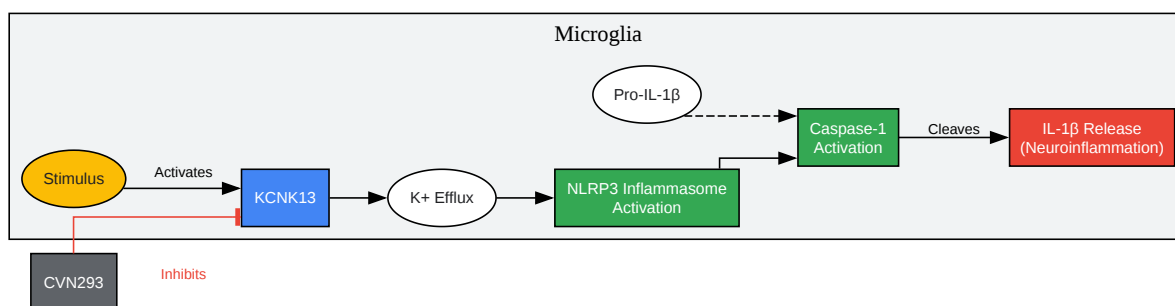 Microglia
Pro-IL-1β
Caspase-1
Activation
Cleaves
IL-1β Release
(Neuroinflammation)
Stimulus
Activates
KCNK13
K+ Efflux
NLRP3 Inflammasome
Activation
CVN293
Inhibits